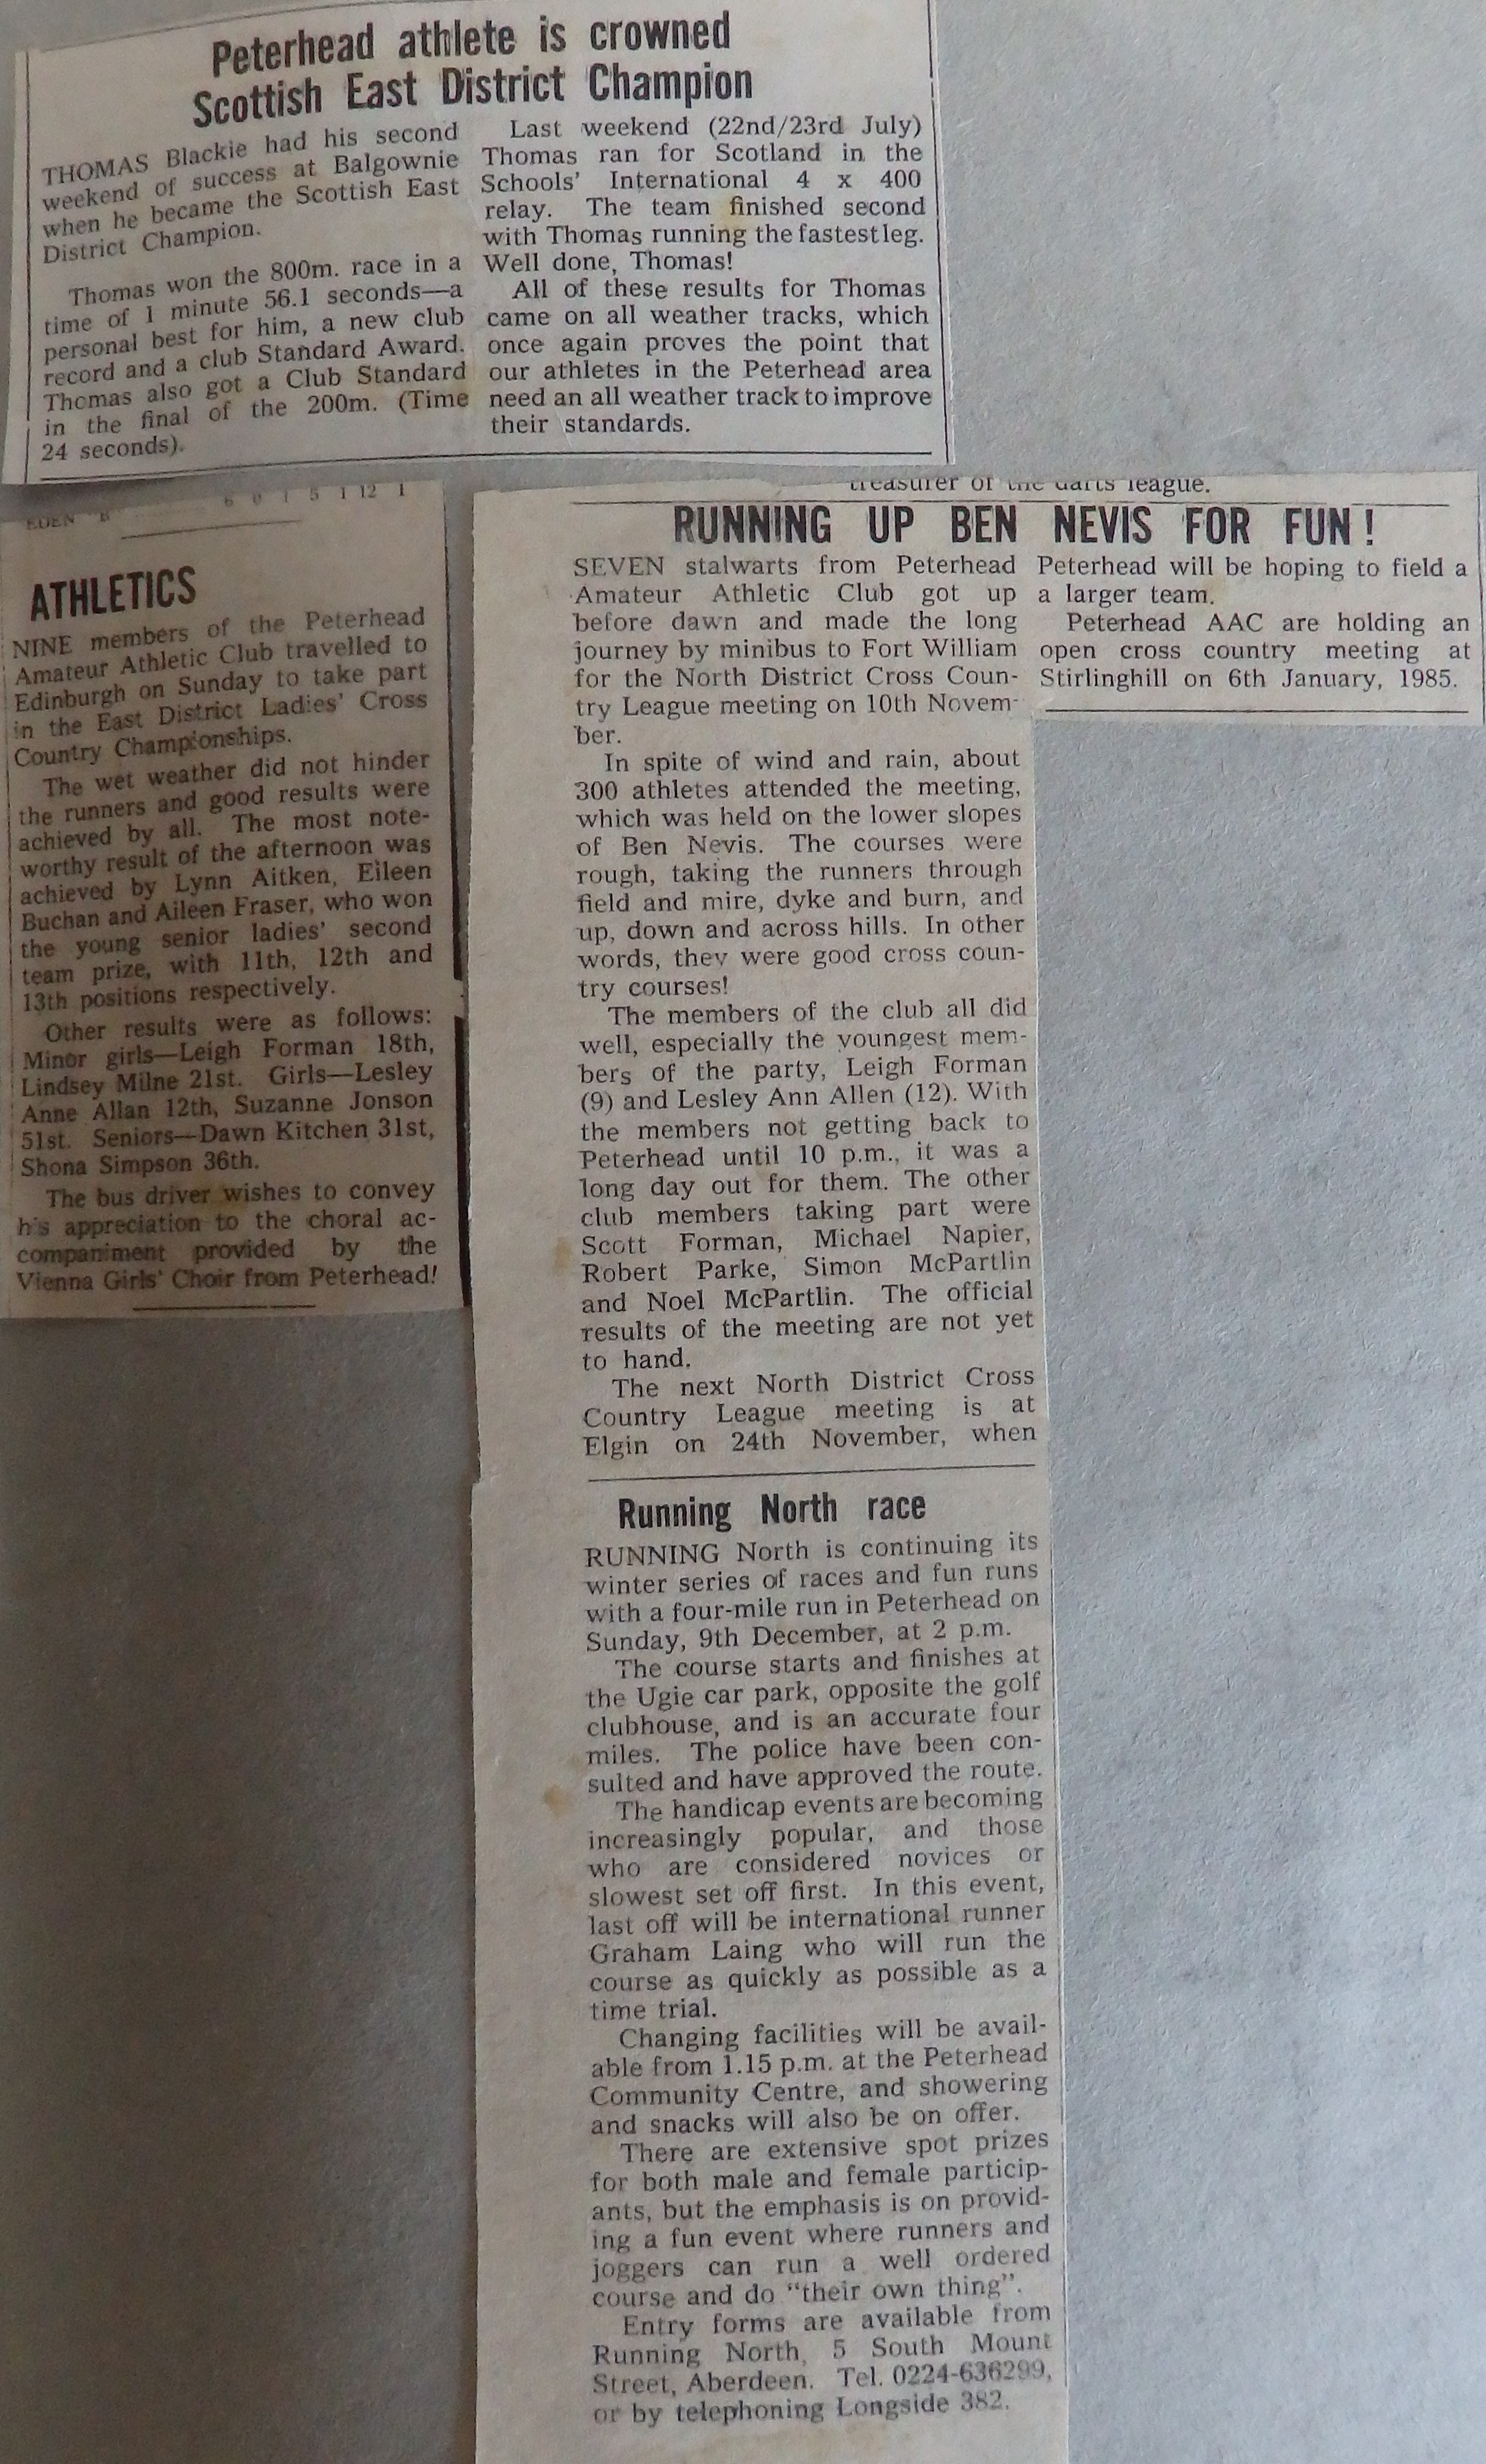 Peterhead athlete is crowned
Scottish East District Champion
THOMAS Blackie had his second
weekend of success at Balgownie
when he became the Scottish East
District Champion.
Thomas won the 800m. race in a
time of 1 minute 56.1 seconds—a
personal best for him, a new club
record and a club Standard Award.
Thomas also got a Club Standard
in the final of the 200m. (Time
24 seconds).
Last weekend (22nd/23rd July)
Thomas ran for Scotland in the
Schools' International 4 x 400
relay. The team finished second
with Thomas running the fastest leg.
Well done, Thomas!
All of these results for Thomas
came on all weather tracks, which
once again proves the point that
our athletes in the Peterhead area
need an all weather track to improve
their standards.
EDEN B 6 0 1 5 1 12 1
ATHLETICS
NINE members of the Peterhead
Amateur Athletic Club travelled to
Edinburgh on Sunday to take part
in the East District Ladies' Cross
Country Championships.
The wet weather did not hinder
the runners and good results were
achieved by all. The most note-
worthy result of the afternoon was
achieved by Lynn Aitken, Eileen
Buchan and Aileen Fraser, who won
the young senior ladies' second
team prize, with 11th, 12th and
13th positions respectively.
Other results were as follows:
Minor girls—Leigh Forman 18th,
Lindsey Milne 21st. Girls—Lesley
Anne Allan 12th, Suzanne Jonson
51st. Seniors—Dawn Kitchen 31st,
Shona Simpson 36th.
The bus driver wishes to convey
his appreciation to the choral ac-
companiment provided by the
Vienna Girls' Choir from Peterhead!
treasurer of the darts league.
RUNNING UP BEN NEVIS FOR FUN!
SEVEN stalwarts from Peterhead
Amateur Athletic Club got up
before dawn and made the long
journey by minibus to Fort William
for the North District Cross Coun-
try League meeting on 10th Novem-
ber.
In spite of wind and rain, about
300 athletes attended the meeting,
which was held on the lower slopes
of Ben Nevis. The courses were
rough, taking the runners through
field and mire, dyke and burn, and
up, down and across hills. In other
words, they were good cross coun-
try courses!
The members of the club all did
well, especially the youngest mem-
bers of the party, Leigh Forman
(9) and Lesley Ann Allen (12). With
the members not getting back to
Peterhead until 10 p.m., it was a
long day out for them. The other
club members taking part were
Scott Forman, Michael Napier,
Robert Parke, Simon McPartlin
and Noel McPartlin. The official
results of the meeting are not yet
to hand.
The next North District Cross
Country League meeting is at
Elgin on 24th November, when
Peterhead will be hoping to field a
a larger team.
Peterhead AAC are holding an
open cross country meeting at
Stirlinghill on 6th January, 1985.
Running North race
RUNNING North is continuing its
winter series of races and fun runs
with a four-mile run in Peterhead on
Sunday, 9th December, at 2 p.m.
The course starts and finishes at
the Ugie car park, opposite the golf
clubhouse, and is an accurate four
miles. The police have been con-
sulted and have approved the route.
The handicap events are becoming
increasingly popular, and those
who are considered novices or
slowest set off first. In this event,
last off will be international runner
Graham Laing who will run the
course as quickly as possible as a
time trial.
Changing facilities will be avail-
able from 1.15 p.m. at the Peterhead
Community Centre, and showering
and snacks will also be on offer.
There are extensive spot prizes
for both male and female particip-
ants, but the emphasis is on provid-
ing a fun event where runners and
joggers can run a well ordered
course and do "their own thing".
Entry forms are available from
Running North, 5 South Mount
Street, Aberdeen. Tel. 0224-636299,
or by telephoning Longside 382.